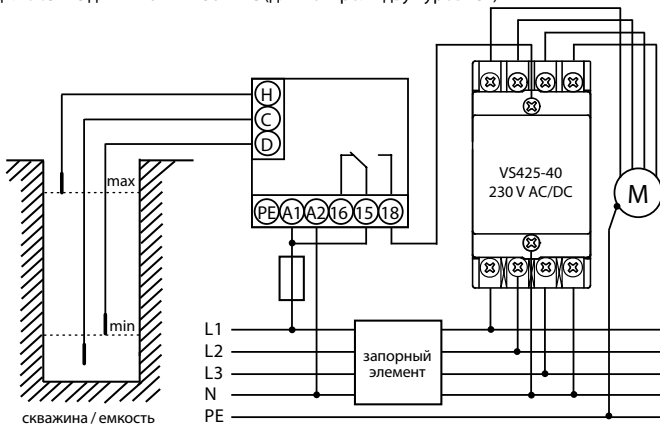 H
C
D
max
min
PE A1 A2 16 15 18
VS425-40
230 V AC/DC
M
L1
L2
L3
N
PE
запорный
элемент
скважина / емкость